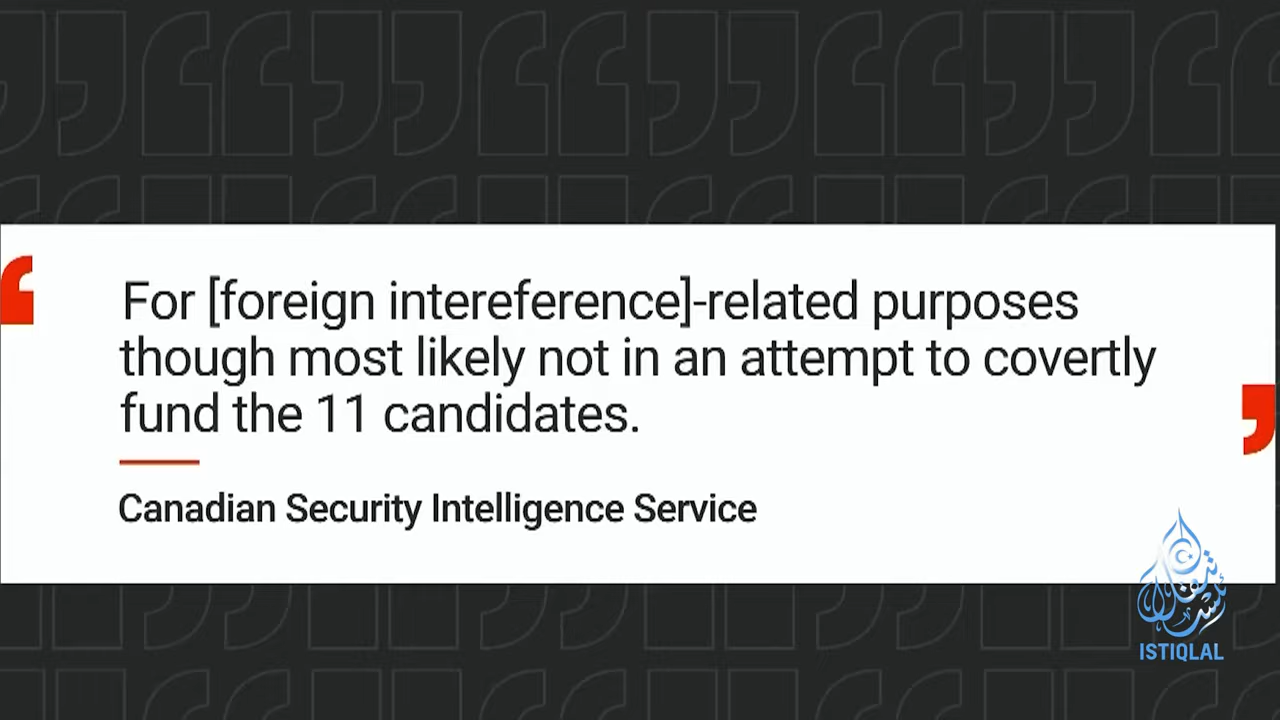 For [foreign intereference]-related purposes
though most likely not in an attempt to covertly
fund the 11 candidates.
Canadian Security Intelligence Service
ISTIQLAL